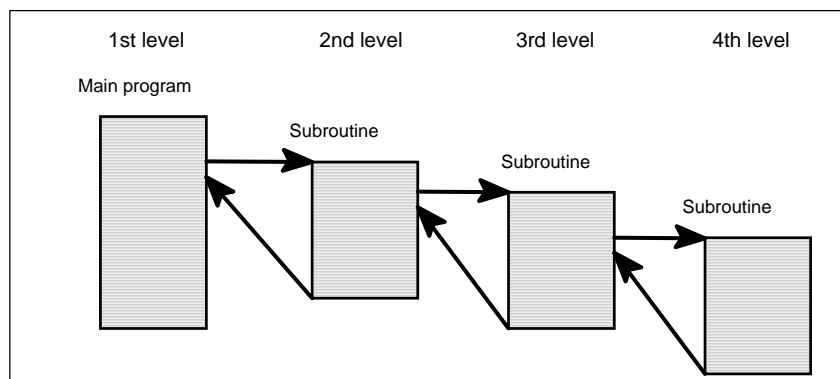 1st level 2nd level 3rd level 4th level
Main program
Subroutine
Subroutine
Subroutine